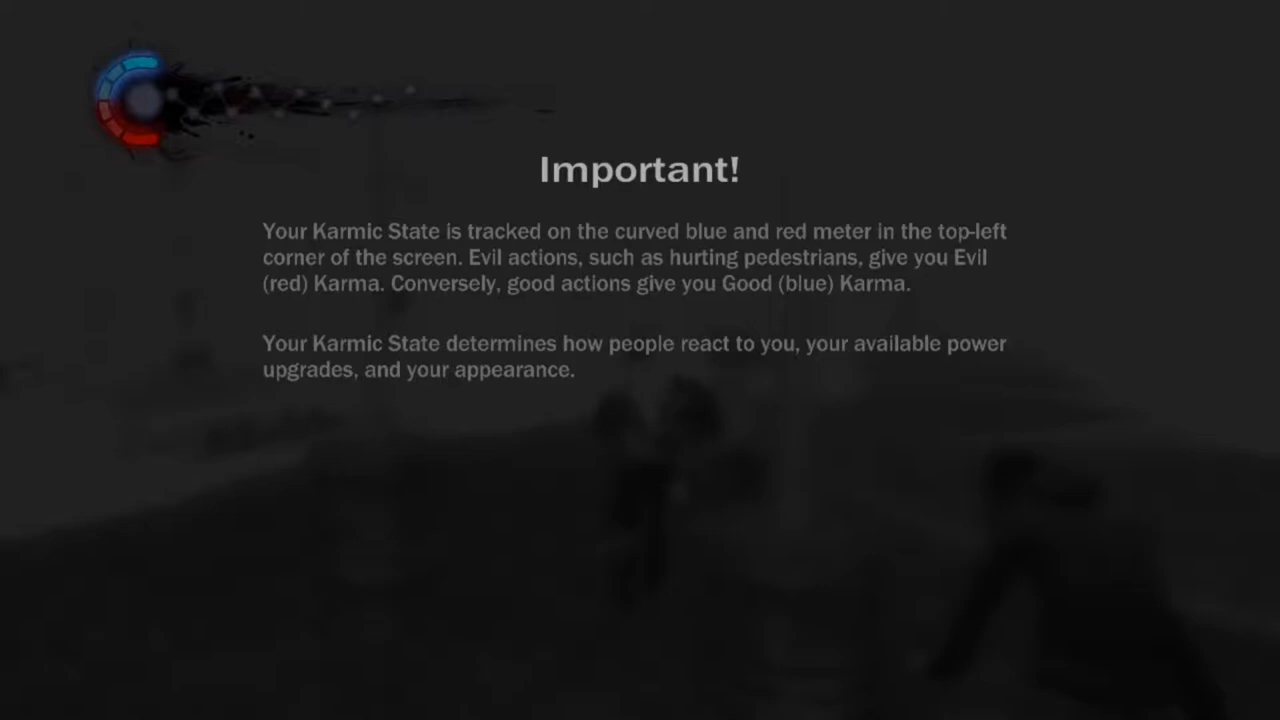 Important!
Your Karmic State is tracked on the curved blue and red meter in the top-left
corner of the screen. Evil actions, such as hurting pedestrians, give you Evil
(red) Karma. Conversely, good actions give you Good (blue) Karma.
Your Karmic State determines how people react to you, your available power
upgrades, and your appearance.